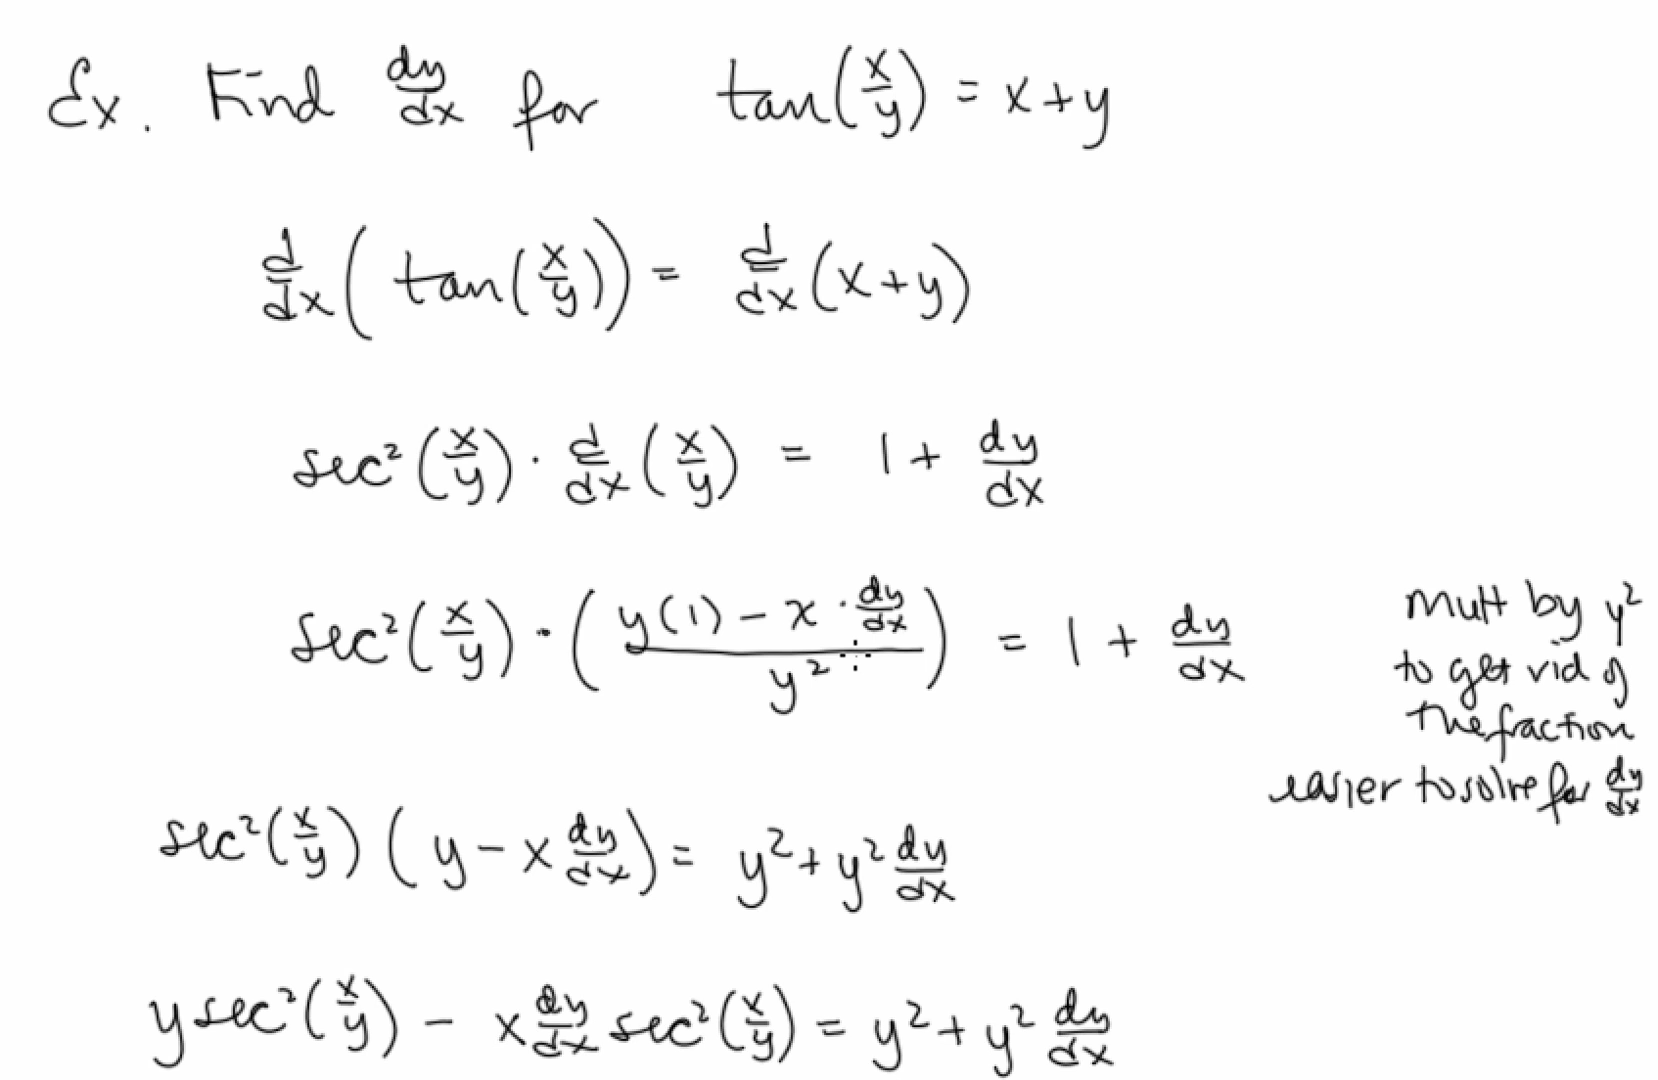 Ex. Find dy/dx for tan(x/y) = x+y
d/dx( tan(x/y)) = d/dx(x+y)
sec²(x/y) · d/dx(x/y) = 1 + dy/dx
sec²(x/y) · ( (y(1) − x · dy/dx) / y² ) = 1 + dy/dx
mult by y²
to get rid of
the fraction
easier to solve for dy/dx
sec²(x/y) ( y − x dy/dx) = y² + y² dy/dx
y sec²(x/y) − x dy/dx sec²(x/y) = y² + y² dy/dx